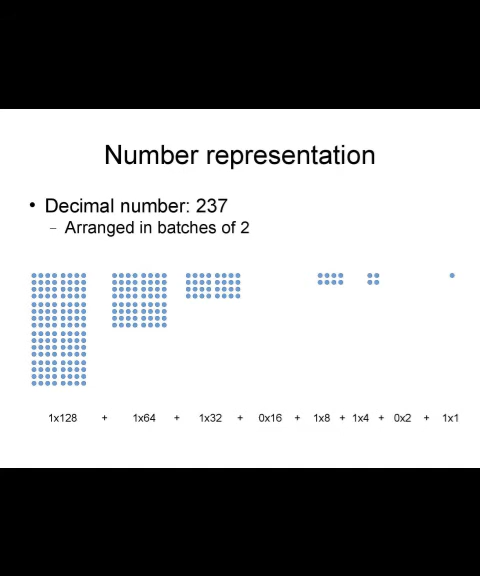 Number representation
• Decimal number: 237
– Arranged in batches of 2
1x128 + 1x64 + 1x32 + 0x16 + 1x8 + 1x4 + 0x2 + 1x1